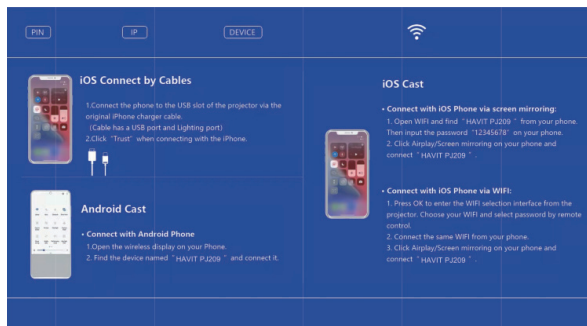 PIN
IP
DEVICE
iOS Connect by Cables
1.Connect the phone to the USB slot of the projector via the
original iPhone charger cable.
(Cable has a USB port and Lighting port)
2.Click "Trust" when connecting with the iPhone.
Android Cast
• Connect with Android Phone
1.Open the wireless display on your Phone.
2. Find the device named "HAVIT PJ209" and connect it.
iOS Cast
• Connect with iOS Phone via screen mirroring:
1. Open WIFI and find "HAVIT PJ209" from your phone.
Then input the password "12345678" on your phone.
2. Click Airplay/Screen mirroring on your phone and
connect "HAVIT PJ209".
• Connect with iOS Phone via WIFI:
1. Press OK to enter the WIFI selection interface from the
projector. Choose your WIFI and select password by remote
control.
2. Connect the same WIFI from your phone.
3. Click Airplay/Screen mirroring on your phone and
connect "HAVIT PJ209"